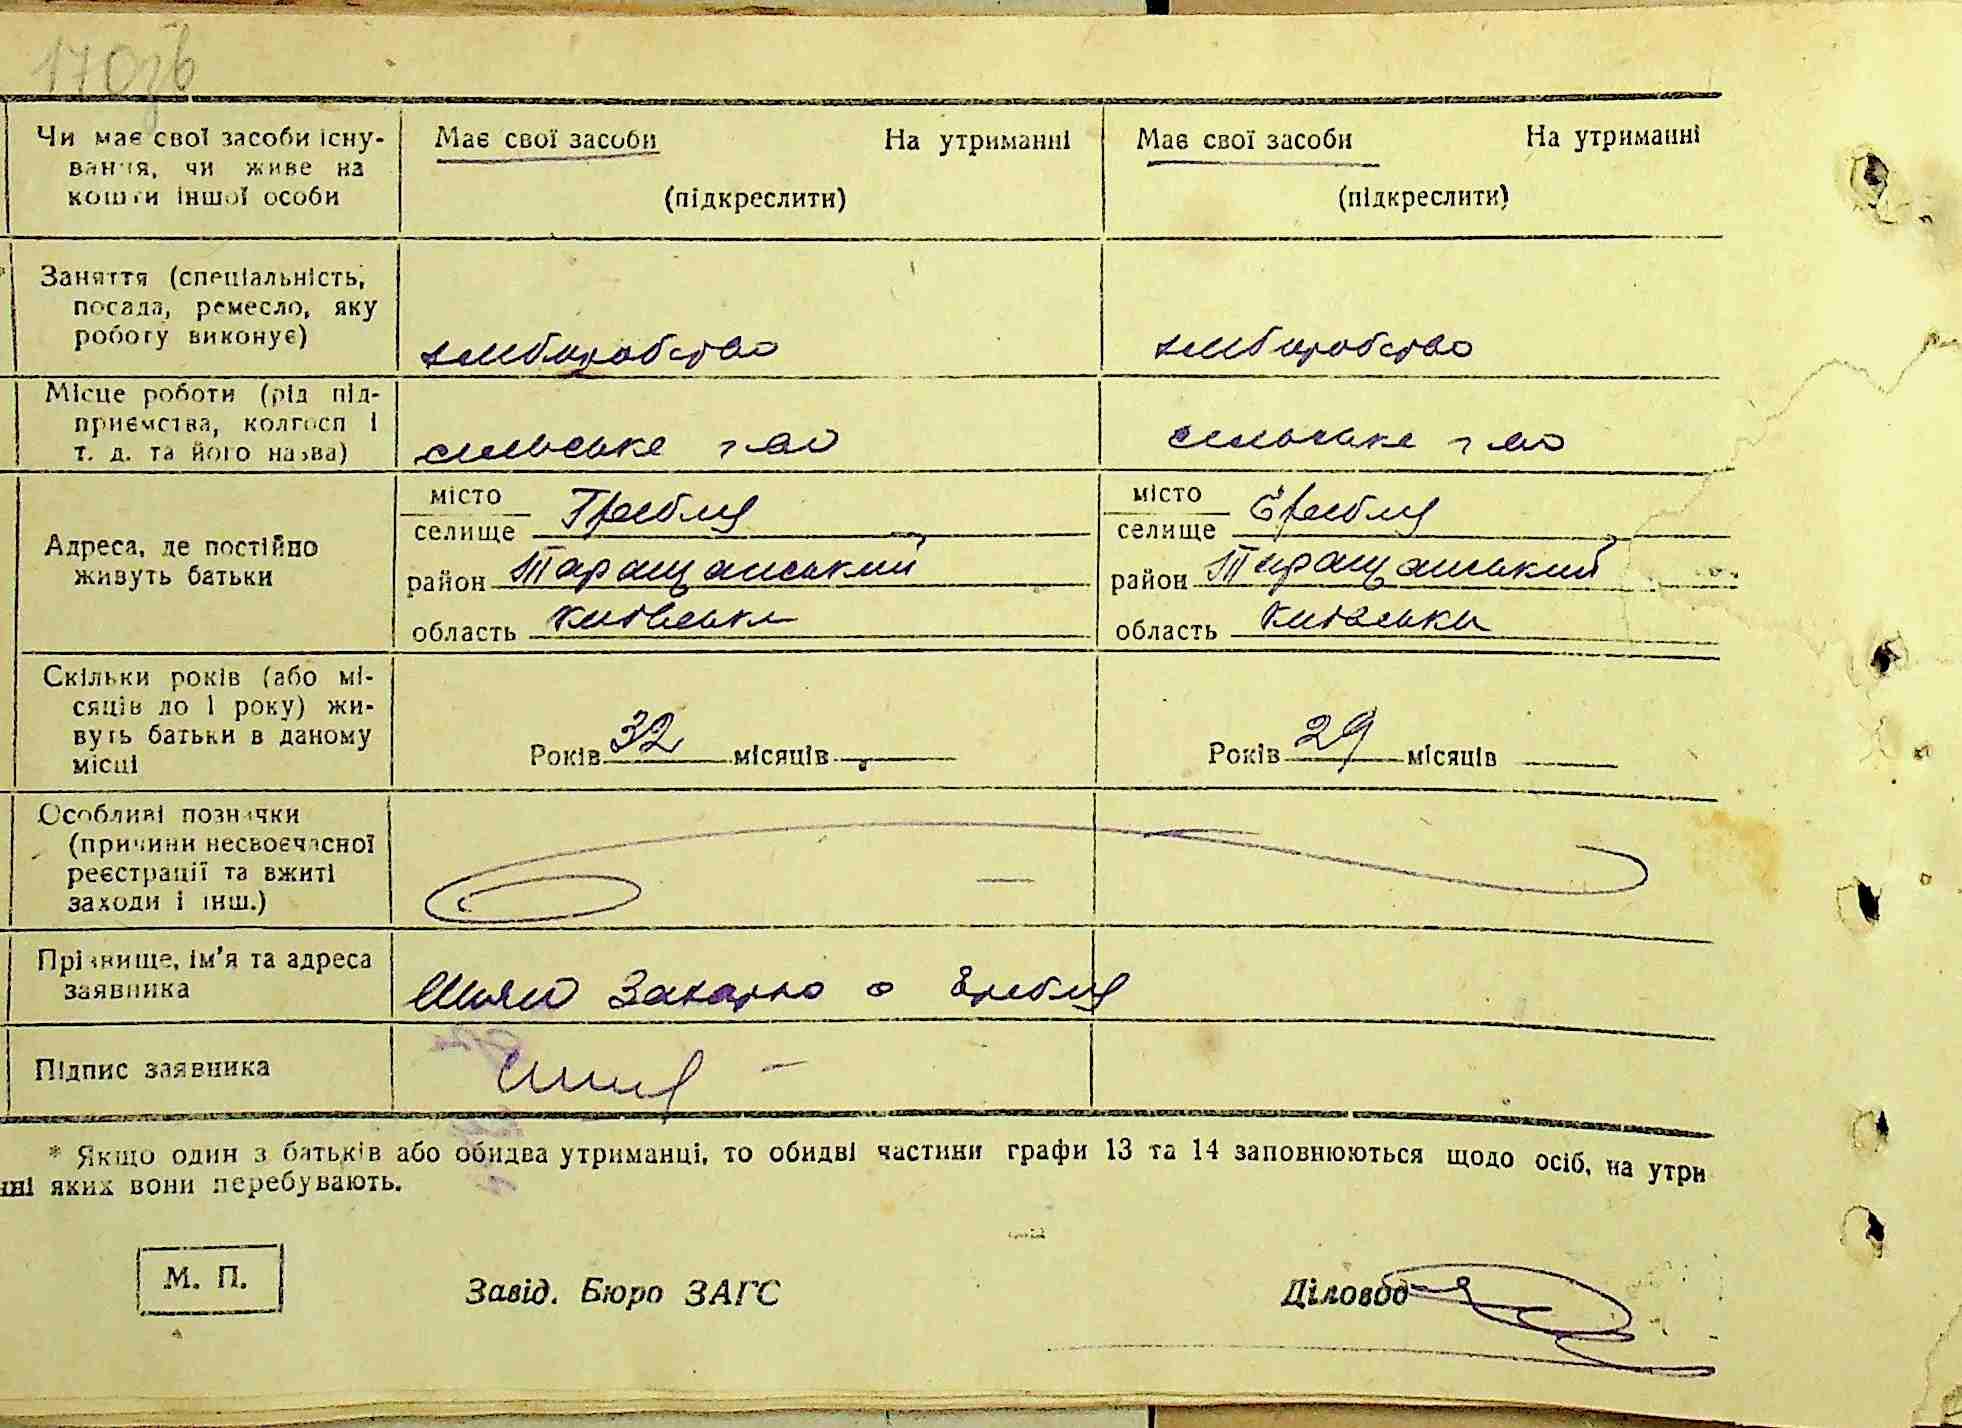 170зв
Чи має свої засоби існу-
вання, чи живе на
кошти іншої особи
Має свої засоби На утриманні
(підкреслити)
Має свої засоби На утриманні
(підкреслити)
Заняття (спеціальність,
посада, ремесло, яку
роботу виконує)
хліборобство
хліборобство
Місце роботи (рід під-
приємства, колгосп і
т. д. та його назва)
сильське г-во
сильське г-во
Адреса, де постійно
живуть батьки
місто
селище Гребля
район Таращанський
область Київська
місто
селище Гребля
район Таращанський
область Київська
Скільки років (або мі-
сяців до 1 року) жи-
вуть батьки в даному
місці
Років 32 місяців
Років 29 місяців
Особливі позначки
(причини несвоєчасної
реєстрації та вжиті
заходи і інш.)
—
Прізвище, ім'я та адреса
заявника
Захарко с Гребля
Підпис заявника
* Якщо один з батьків або обидва утриманці, то обидві частини графи 13 та 14 заповнюються щодо осіб, на утри
нні яких вони перебувають.
М. П.
Завід. Бюро ЗАГС
Діловод